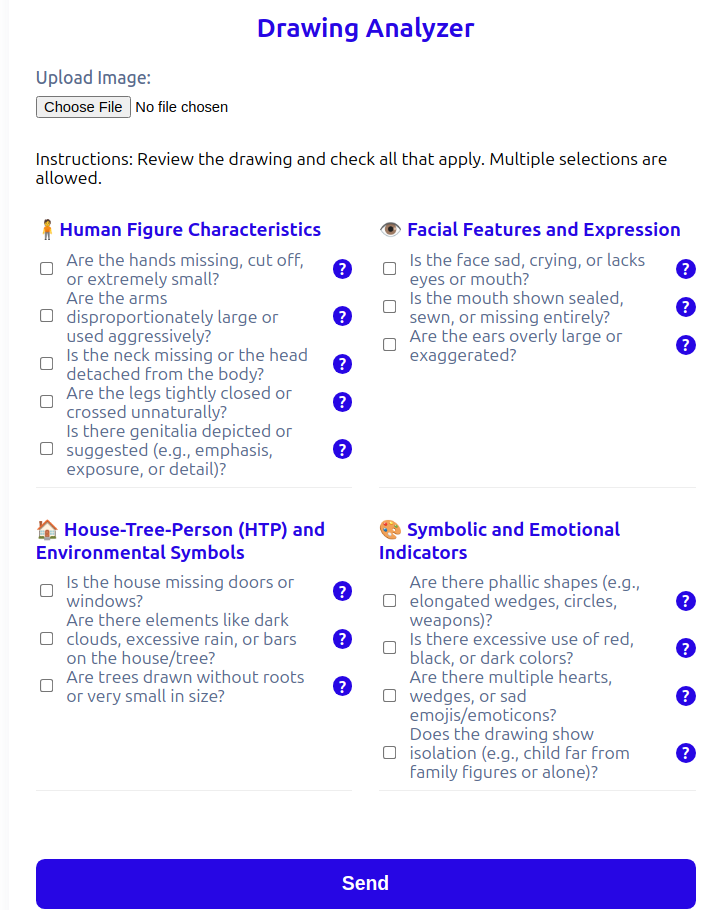 Drawing Analyzer
Upload Image:
Choose File No file chosen
Instructions: Review the drawing and check all that apply. Multiple selections are
allowed.
🧍Human Figure Characteristics
Are the hands missing, cut off,
or extremely small?
?
Are the arms
disproportionately large or
used aggressively?
?
Is the neck missing or the head
detached from the body?
?
Are the legs tightly closed or
crossed unnaturally?
?
Is there genitalia depicted or
suggested (e.g., emphasis,
exposure, or detail)?
?
👁️ Facial Features and Expression
Is the face sad, crying, or lacks
eyes or mouth?
?
Is the mouth shown sealed,
sewn, or missing entirely?
?
Are the ears overly large or
exaggerated?
?
🏠 House-Tree-Person (HTP) and
Environmental Symbols
Is the house missing doors or
windows?
?
Are there elements like dark
clouds, excessive rain, or bars
on the house/tree?
?
Are trees drawn without roots
or very small in size?
?
🎨 Symbolic and Emotional
Indicators
Are there phallic shapes (e.g.,
elongated wedges, circles,
weapons)?
?
Is there excessive use of red,
black, or dark colors?
?
Are there multiple hearts,
wedges, or sad
emojis/emoticons?
?
Does the drawing show
isolation (e.g., child far from
family figures or alone)?
?
Send